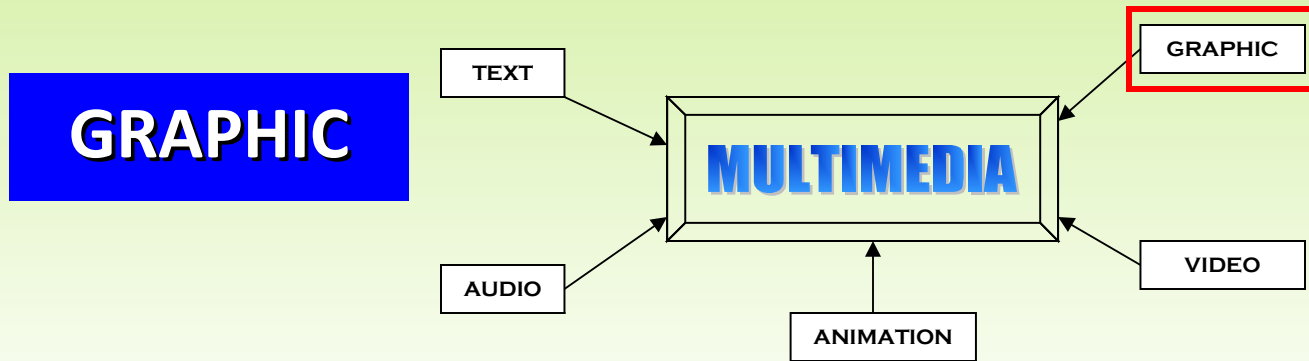 GRAPHIC
TEXT
GRAPHIC
MULTIMEDIA
AUDIO
VIDEO
ANIMATION